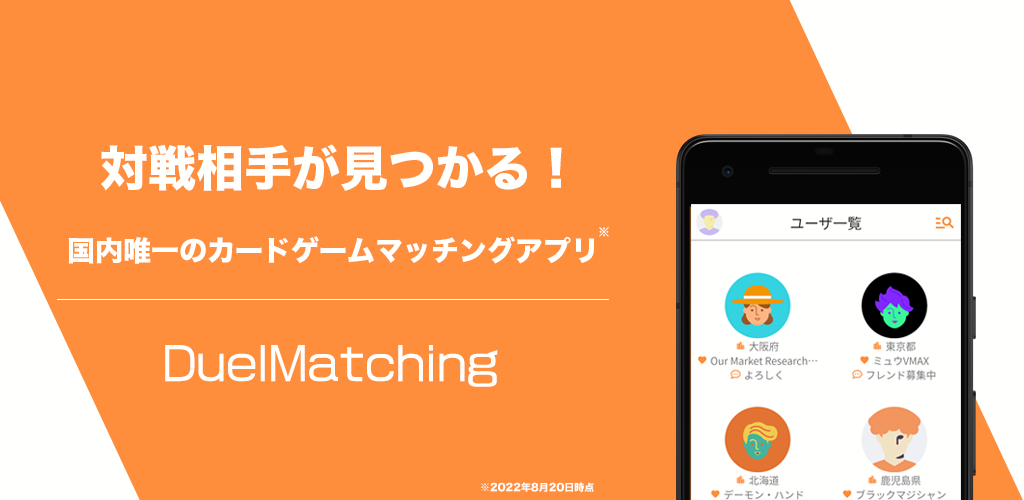 対戦相手が見つかる!
国内唯一のカードゲームマッチングアプリ※
DuelMatching
※2022年8月20日時点
ユーザ一覧
大阪府
Our Market Research…
よろしく
東京都
ミュウVMAX
フレンド募集中
北海道
デーモン・ハンド
鹿児島県
ブラックマジシャン